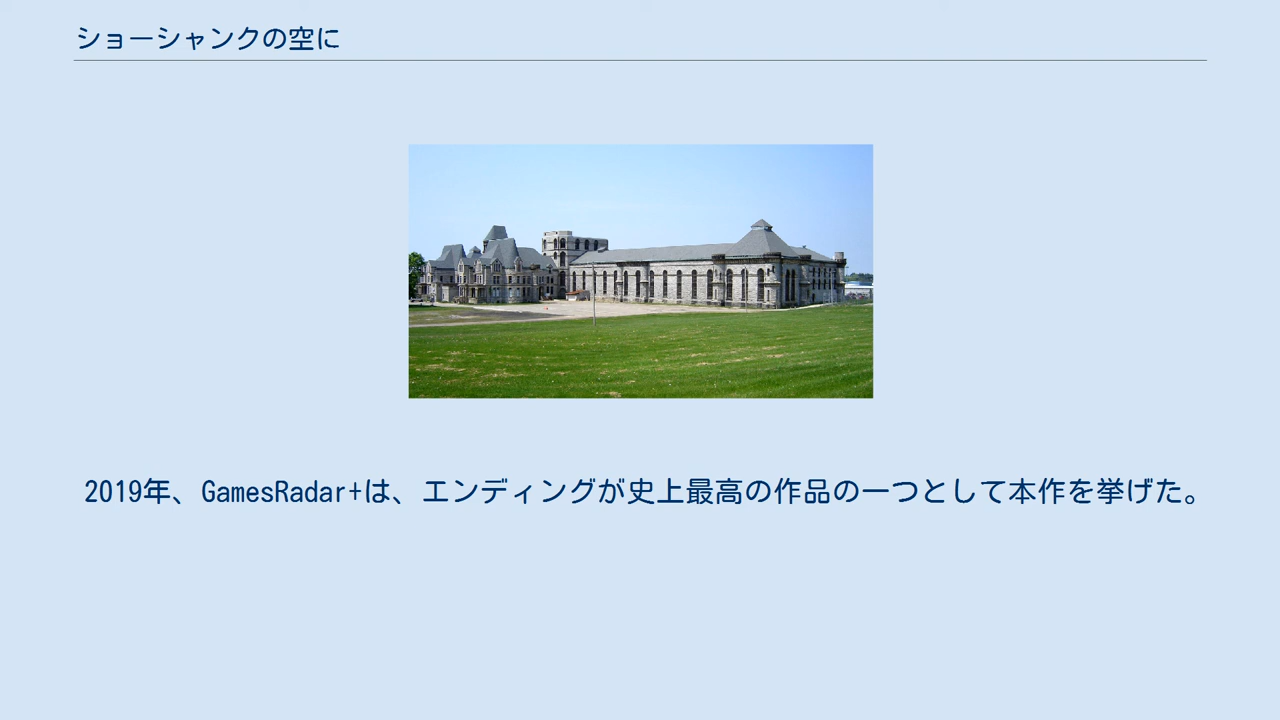 ショーシャンクの空に
2019年、GamesRadar+は、エンディングが史上最高の作品の一つとして本作を挙げた。